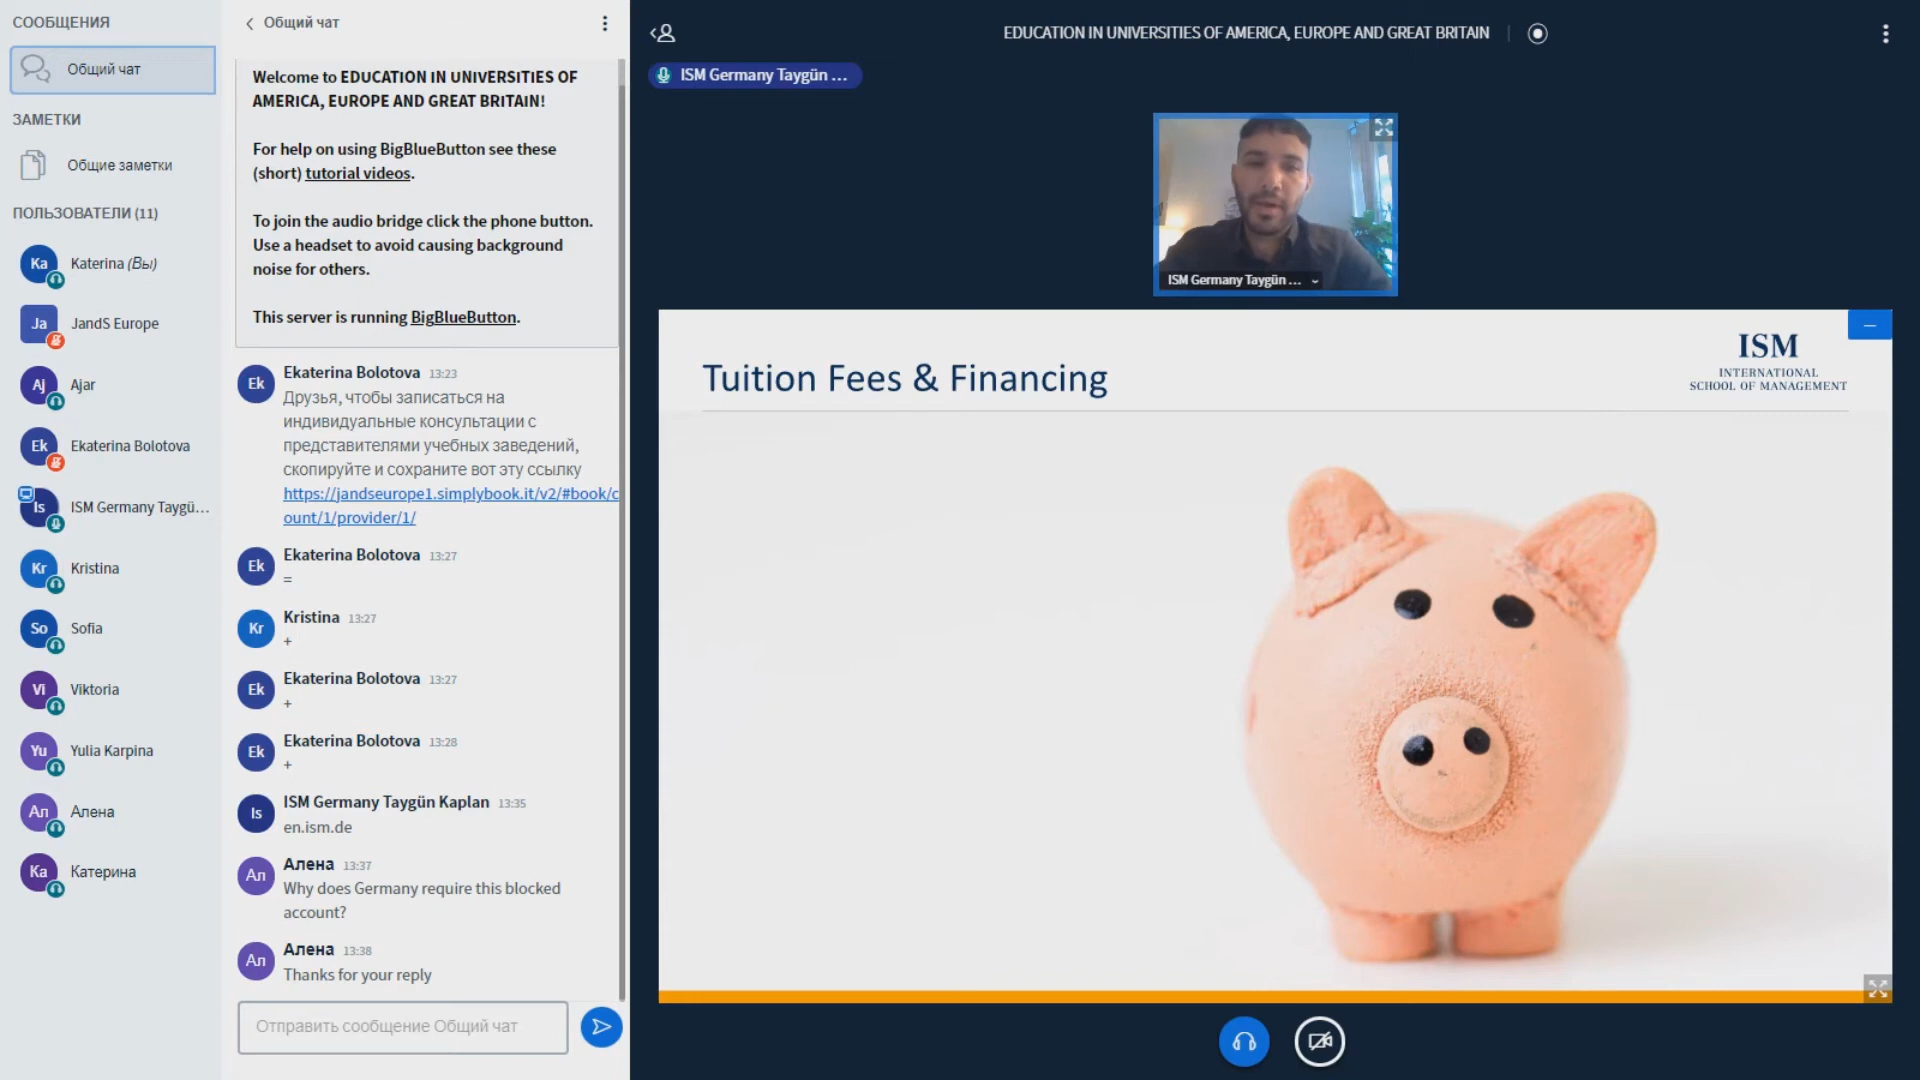 СООБЩЕНИЯ
Общий чат
ЗАМЕТКИ
Общие заметки
ПОЛЬЗОВАТЕЛИ (11)
Ka
Katerina (Вы)
Ja
JandS Europe
Aj
Ajar
Ek
Ekaterina Bolotova
Is
ISM Germany Taygü...
Kr
Kristina
So
Sofia
Vi
Viktoria
Yu
Yulia Karpina
Ал
Алена
Ка
Катерина
Общий чат
Welcome to EDUCATION IN UNIVERSITIES OF
AMERICA, EUROPE AND GREAT BRITAIN!
For help on using BigBlueButton see these
(short) tutorial videos.
To join the audio bridge click the phone button.
Use a headset to avoid causing background
noise for others.
This server is running BigBlueButton.
Ek
Ekaterina Bolotova 13:23
Друзья, чтобы записаться на
индивидуальные консультации с
представителями учебных заведений,
скопируйте и сохраните вот эту ссылку
https://jandseurope1.simplybook.it/v2/#book/c
ount/1/provider/1/
Ek
Ekaterina Bolotova 13:27
=
Kr
Kristina 13:27
+
Ek
Ekaterina Bolotova 13:27
+
Ek
Ekaterina Bolotova 13:28
+
Is
ISM Germany Taygün Kaplan 13:35
en.ism.de
Ал
Алена 13:37
Why does Germany require this blocked
account?
Ал
Алена 13:38
Thanks for your reply
Отправить сообщение Общий чат
EDUCATION IN UNIVERSITIES OF AMERICA, EUROPE AND GREAT BRITAIN
ISM Germany Taygün ...
ISM Germany Taygün ...
Tuition Fees & Financing
ISM
INTERNATIONAL
SCHOOL OF MANAGEMENT